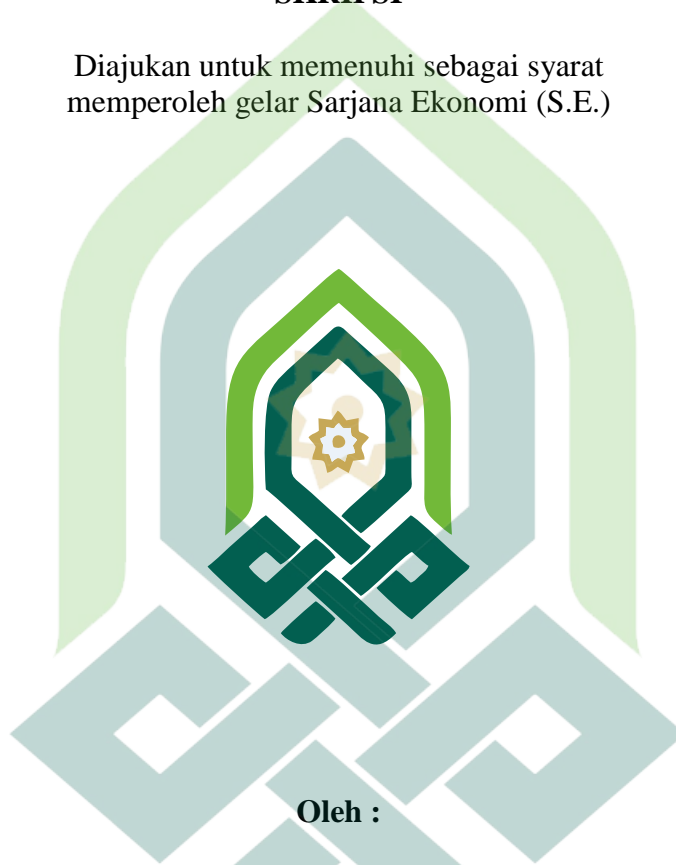 Diajukan untuk memenuhi sebagai syarat
memperoleh gelar Sarjana Ekonomi (S.E.)
Oleh :